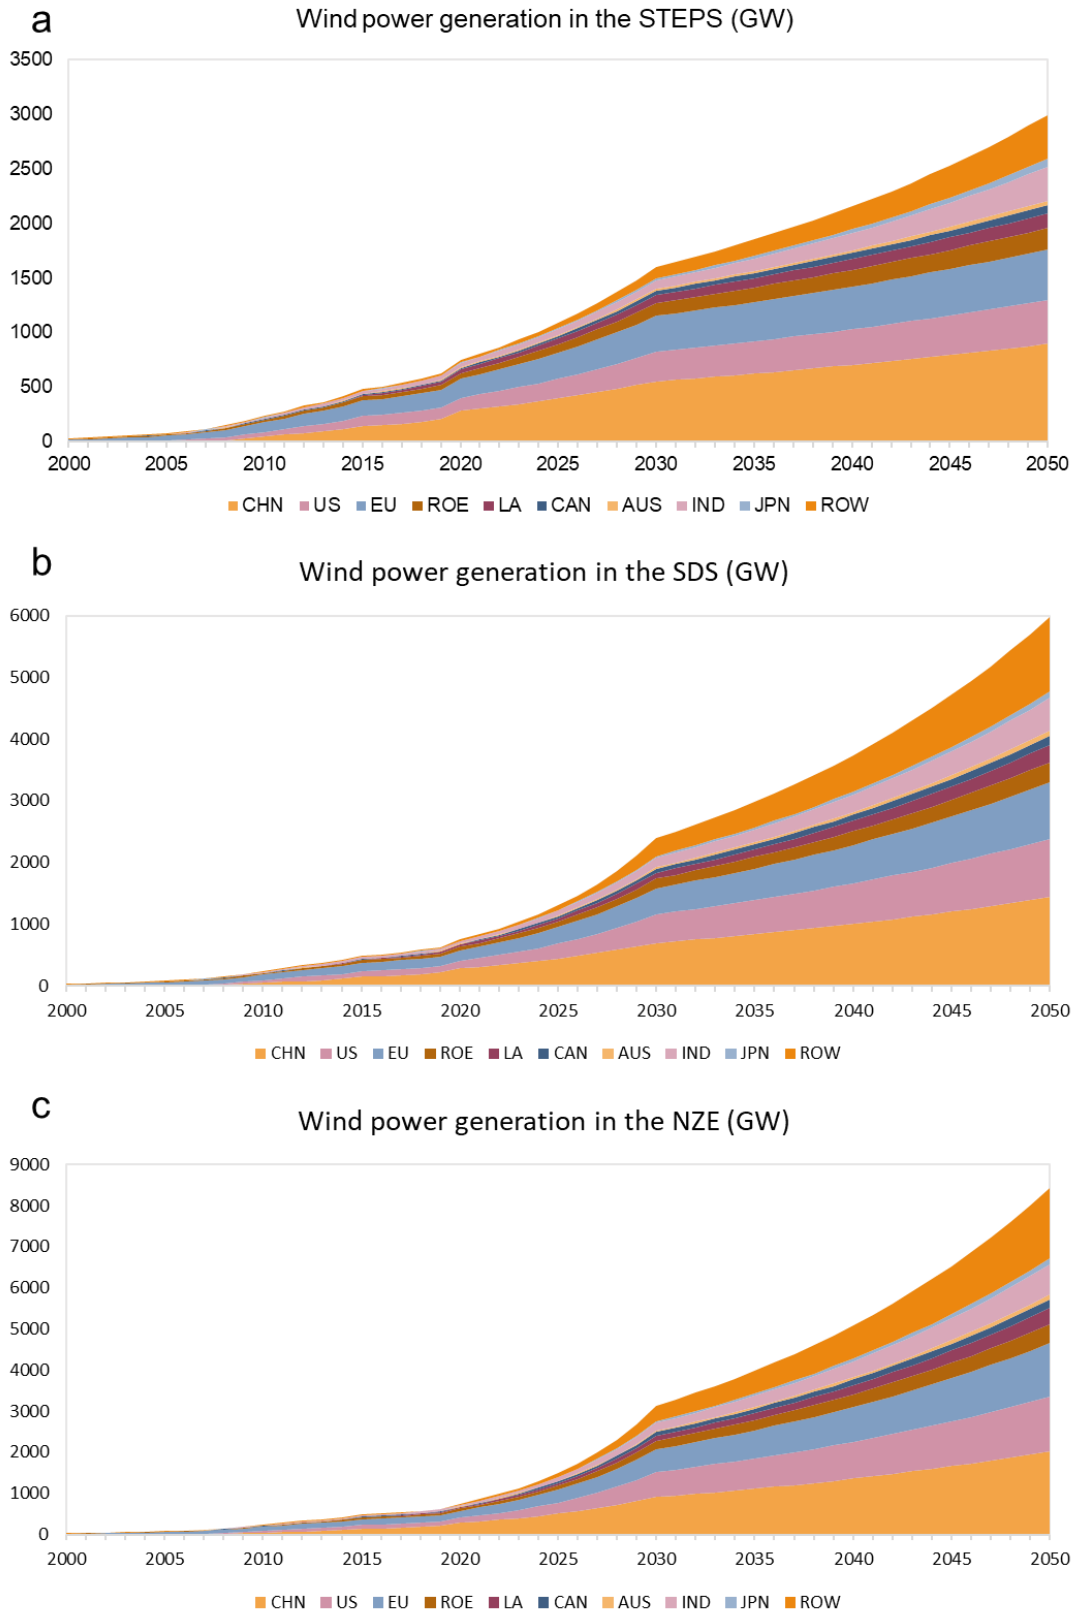 a
Wind power generation in the STEPS (GW)
3500
3000
2500
2000
1500
1000
500
0
2000 2005 2010 2015 2020 2025 2030 2035 2040 2045 2050
CHN US EU ROE LA CAN AUS IND JPN ROW
b
Wind power generation in the SDS (GW)
6000
5000
4000
3000
2000
1000
0
2000 2005 2010 2015 2020 2025 2030 2035 2040 2045 2050
CHN US EU ROE LA CAN AUS IND JPN ROW
c
Wind power generation in the NZE (GW)
9000
8000
7000
6000
5000
4000
3000
2000
1000
0
2000 2005 2010 2015 2020 2025 2030 2035 2040 2045 2050
CHN US EU ROE LA CAN AUS IND JPN ROW